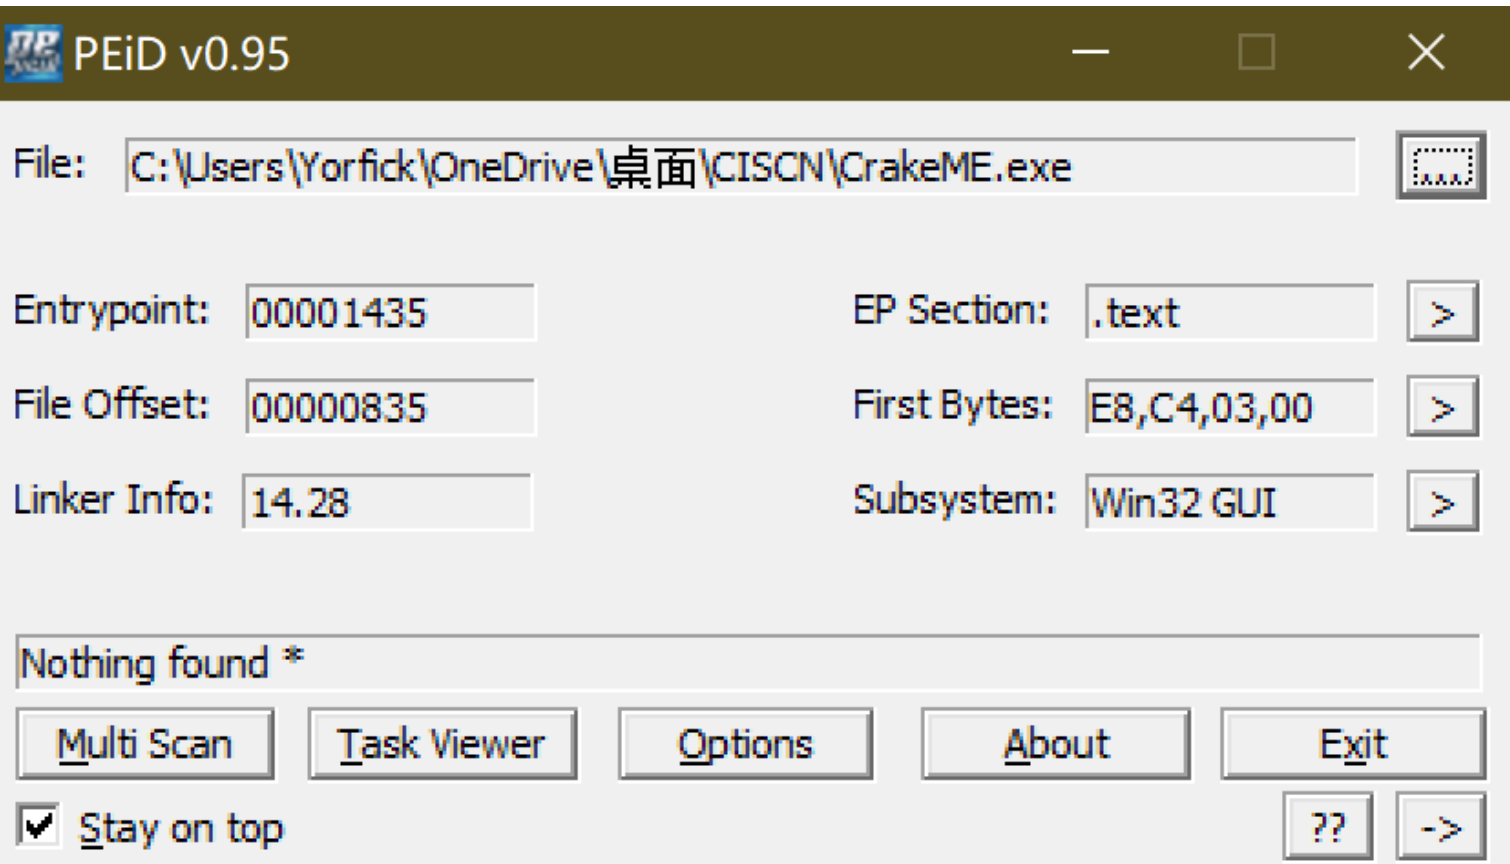 PEiD v0.95
File: C:\Users\Yorfick\OneDrive\桌面\CISCN\CrakeME.exe ...
Entrypoint: 00001435 EP Section: .text >
File Offset: 00000835 First Bytes: E8,C4,03,00 >
Linker Info: 14.28 Subsystem: Win32 GUI >
Nothing found *
Multi Scan Task Viewer Options About Exit
Stay on top ?? ->